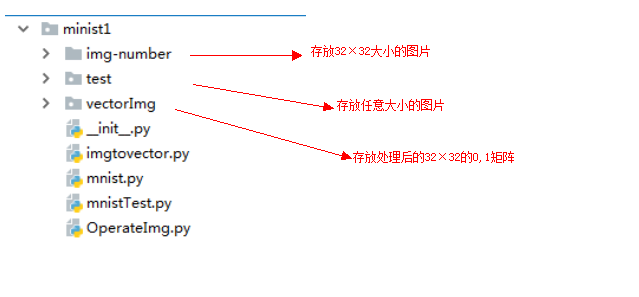 minist1
img-number
存放32×32大小的图片
test
存放任意大小的图片
vectorImg
存放处理后的32×32的0,1矩阵
__init__.py
imgtovector.py
mnist.py
mnistTest.py
OperateImg.py